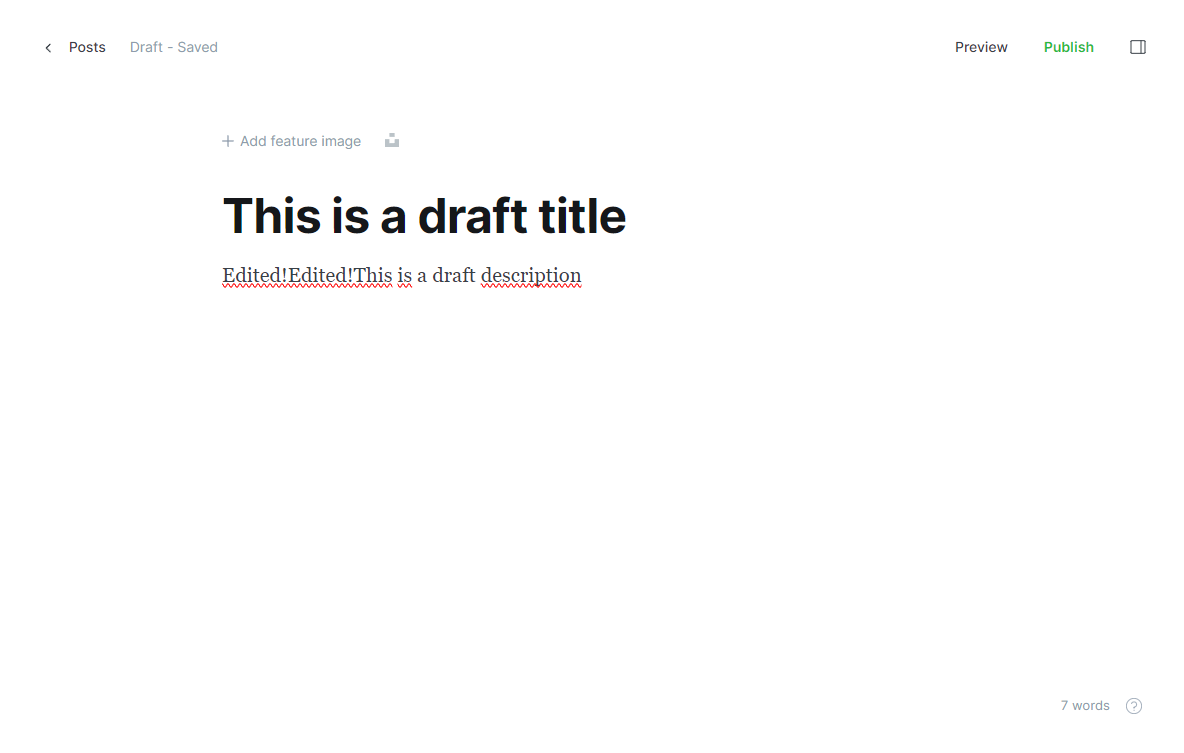 Posts Draft - Saved Preview Publish
Add feature image
This is a draft title
Edited!Edited!This is a draft description
7 words ?